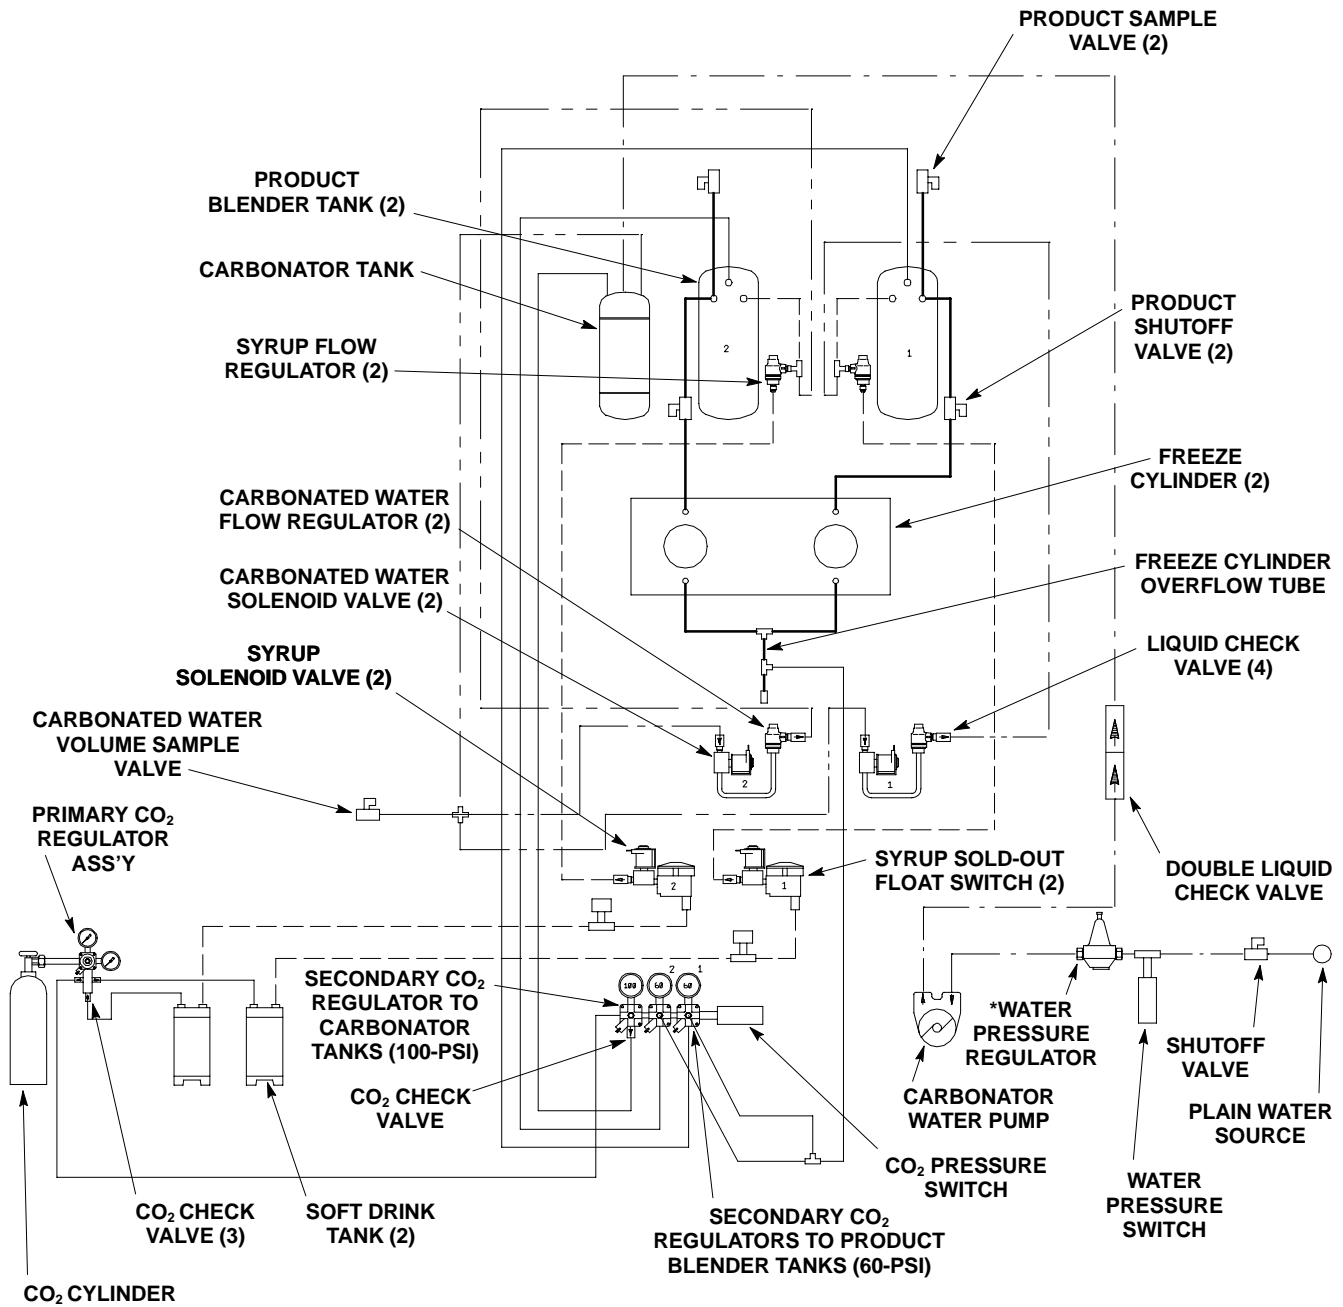 PRODUCT SAMPLE
VALVE (2)
PRODUCT
BLENDER TANK (2)
CARBONATOR TANK
SYRUP FLOW
REGULATOR (2)
PRODUCT
SHUTOFF
VALVE (2)
2
1
FREEZE
CYLINDER (2)
CARBONATED WATER
FLOW REGULATOR (2)
CARBONATED WATER
SOLENOID VALVE (2)
FREEZE CYLINDER
OVERFLOW TUBE
SYRUP
SOLENOID VALVE (2)
LIQUID CHECK
VALVE (4)
CARBONATED WATER
VOLUME SAMPLE
VALVE
2
1
PRIMARY CO₂
REGULATOR
ASS'Y
SYRUP SOLD-OUT
FLOAT SWITCH (2)
2
1
DOUBLE LIQUID
CHECK VALVE
SECONDARY CO₂
REGULATOR TO
CARBONATOR
TANKS (100-PSI)
2
1
100
60
60
*WATER
PRESSURE
REGULATOR
SHUTOFF
VALVE
CO₂ CHECK
VALVE
CARBONATOR
WATER PUMP
PLAIN WATER
SOURCE
CO₂ PRESSURE
SWITCH
WATER
PRESSURE
SWITCH
CO₂ CHECK
VALVE (3)
SOFT DRINK
TANK (2)
SECONDARY CO₂
REGULATORS TO PRODUCT
BLENDER TANKS (60-PSI)
CO₂ CYLINDER